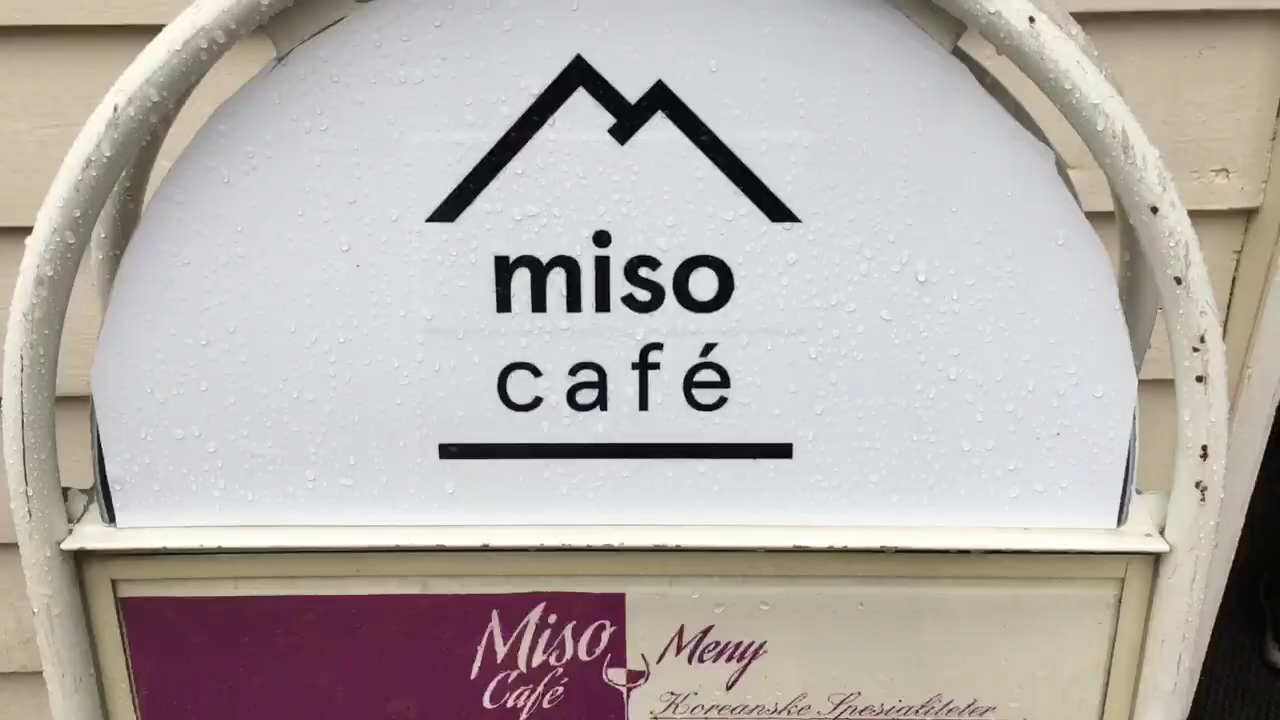 miso
café
Miso
Café
Meny
Koreanske Spesialiteter